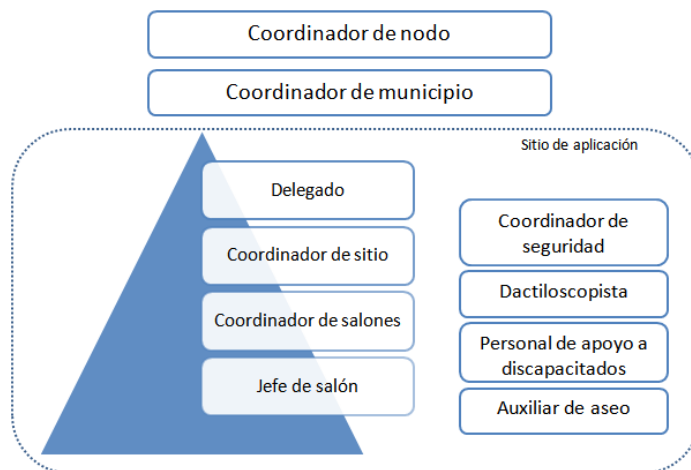 Coordinador de nodo
Coordinador de municipio
Sitio de aplicación
Delegado
Coordinador de sitio
Coordinador de salones
Jefe de salón
Coordinador de
seguridad
Dactiloscopista
Personal de apoyo a
discapacitados
Auxiliar de aseo